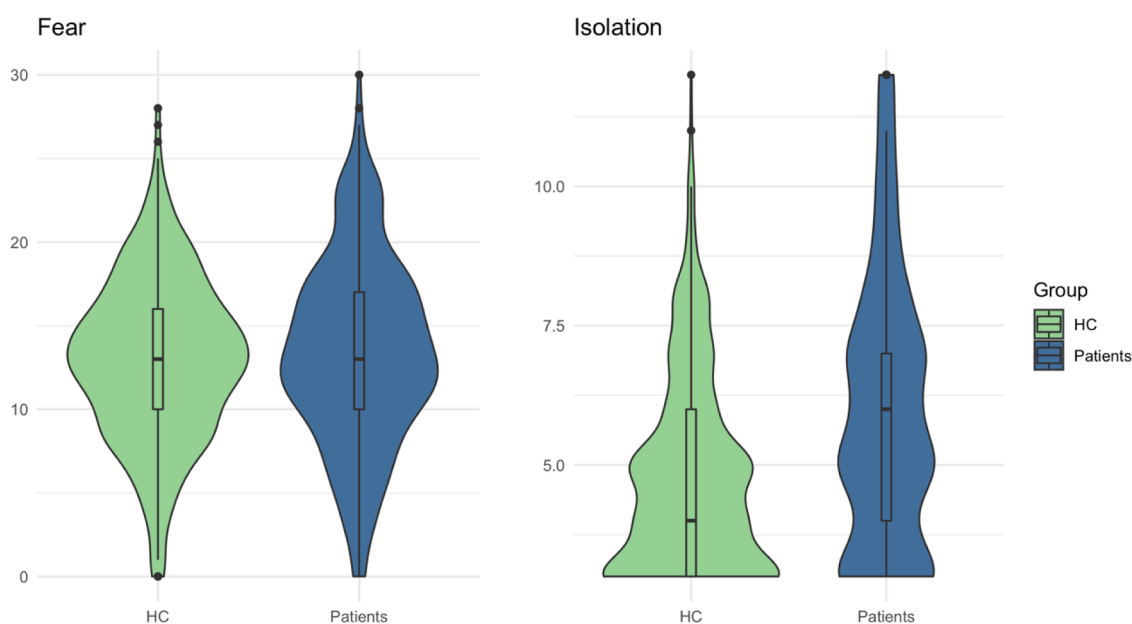 Fear
30
20
10
0
HC
Patients
Isolation
10.0
7.5
5.0
HC
Patients
Group
HC
Patients